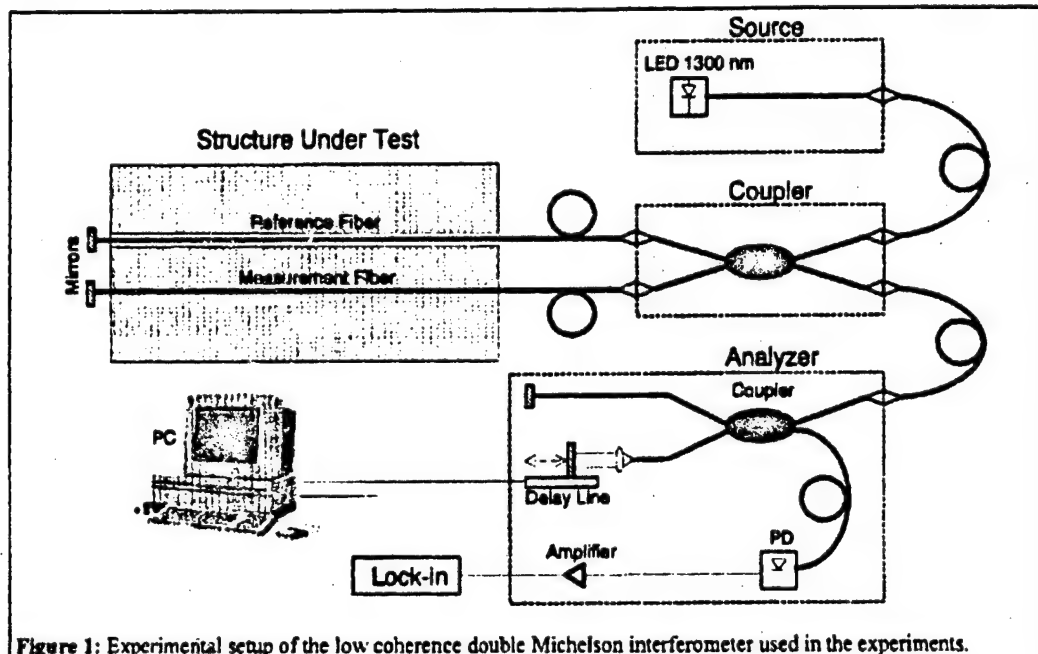 Source
LED 1300 nm
Structure Under Test
Coupler
Reference Fiber
Mirrors
Measurement Fiber
Analyzer
Coupler
PC
Delay Line
PD
Amplifier
Lock-in
Figure 1: Experimental setup of the low coherence double Michelson interferometer used in the experiments.